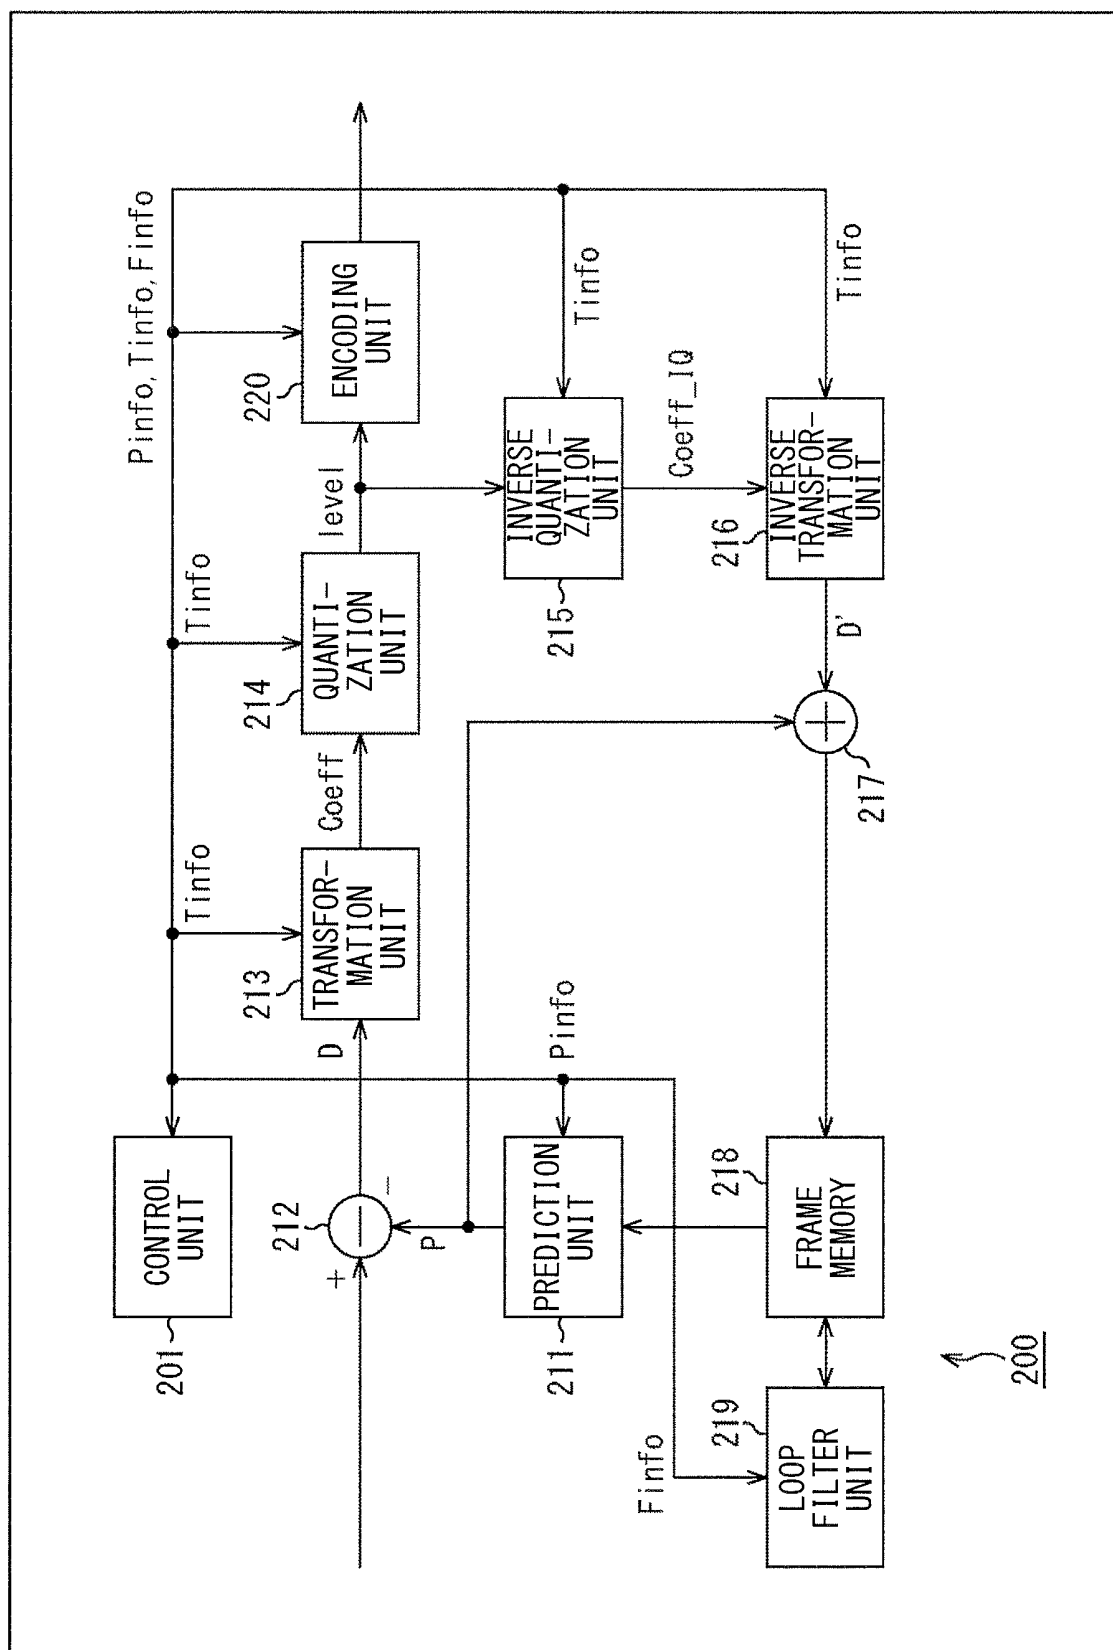 Pinfo, Tinfo, Finfo
CONTROL
UNIT
201
Tinfo
Tinfo
212
+
−
D
213
TRANSFOR-
MATION
UNIT
Coeff
214
QUANTI-
ZATION
UNIT
level
220
ENCODING
UNIT
P
Pinfo
PREDICTION
UNIT
211
INVERSE
QUANTI-
ZATION
UNIT
215
Tinfo
Coeff_IQ
Finfo
219
LOOP
FILTER
UNIT
218
FRAME
MEMORY
217
+
D'
216
INVERSE
TRANSFOR-
MATION
UNIT
Tinfo
200